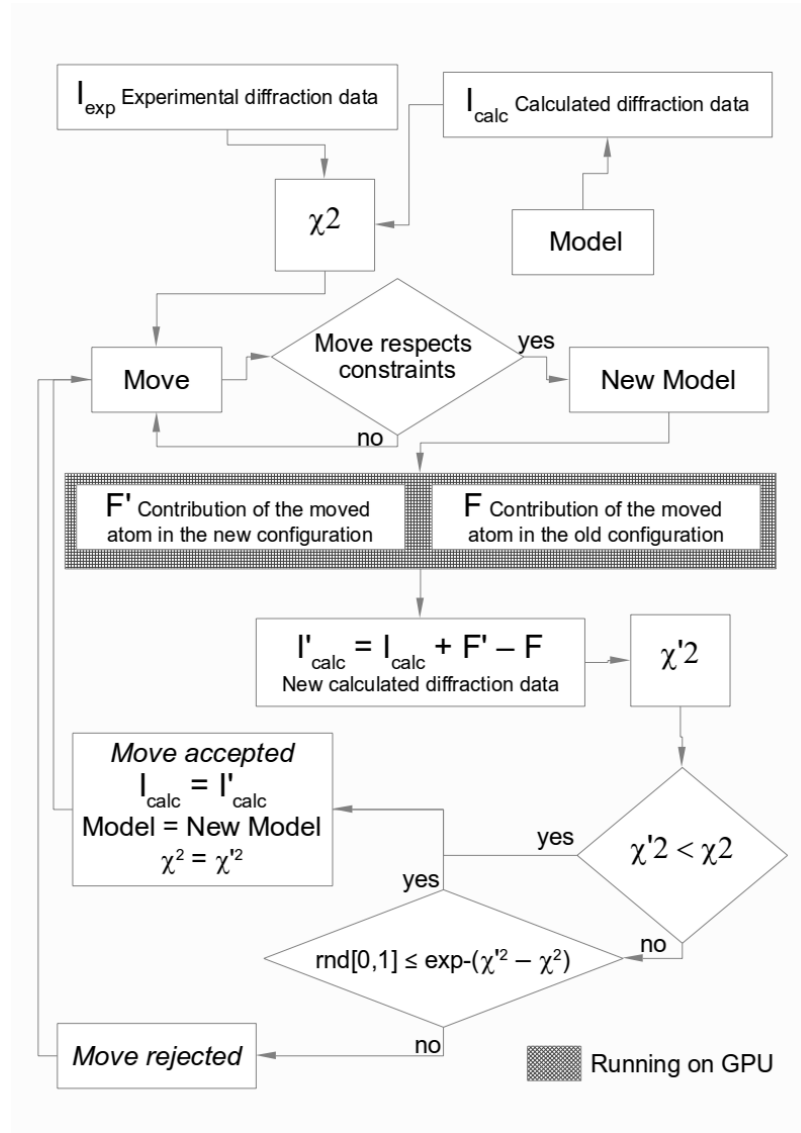 I_exp Experimental diffraction data
I_calc Calculated diffraction data
χ2
Model
Move
Move respects
constraints
yes
no
New Model
F' Contribution of the moved
atom in the new configuration
F Contribution of the moved
atom in the old configuration
I'_calc = I_calc + F' – F
New calculated diffraction data
χ'2
Move accepted
I_calc = I'_calc
Model = New Model
χ² = χ'²
yes
χ'2 < χ2
yes
no
rnd[0,1] ≤ exp-(χ'² – χ²)
no
Move rejected
Running on GPU